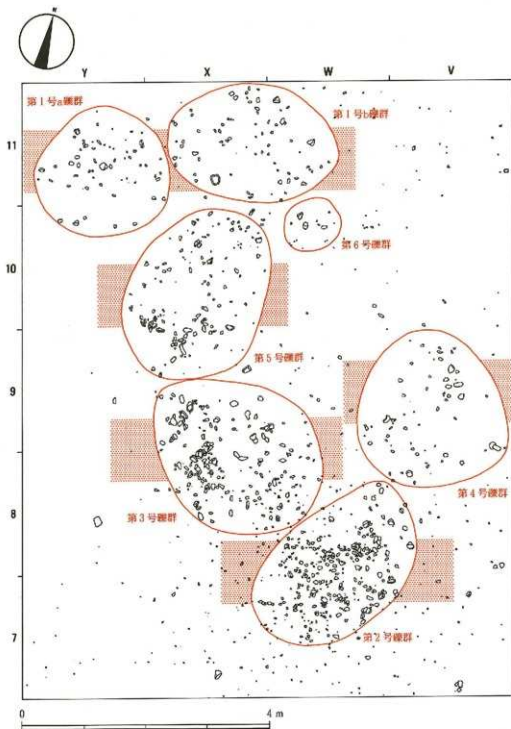 N
Y X W V
第1号a礫群
第1号b礫群
11
第6号礫群
10
第5号礫群
9
第4号礫群
第3号礫群
8
第2号礫群
7
0 4 m